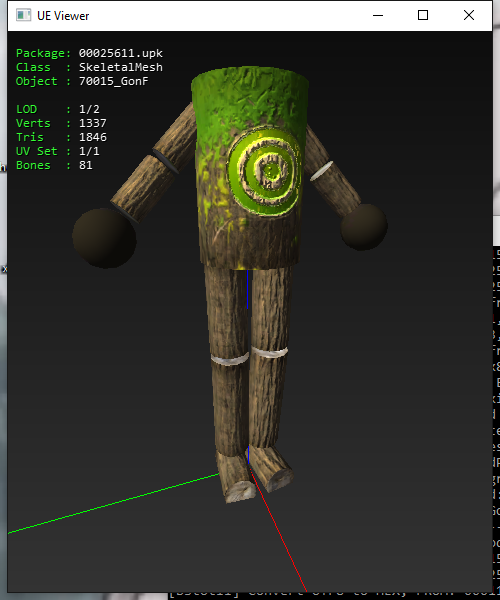 UE Viewer
Package: 00025611.upk
Class  : SkeletalMesh
Object : 70015_GonF
LOD    : 1/2
Verts  : 1337
Tris   : 1846
UV Set : 1/1
Bones  : 81